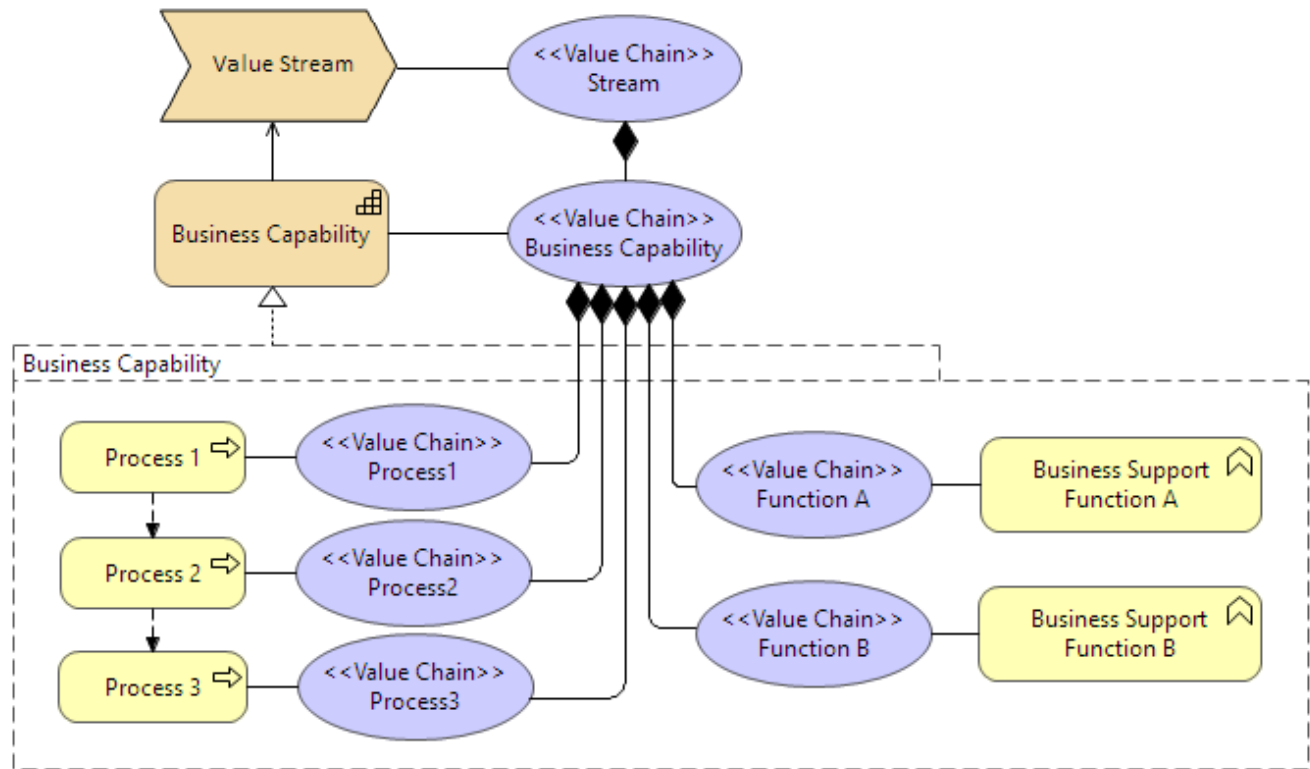 Value Stream
<<Value Chain>>
Stream
Business Capability
<<Value Chain>>
Business Capability
Business Capability
Process 1
<<Value Chain>>
Process1
<<Value Chain>>
Function A
Business Support
Function A
Process 2
<<Value Chain>>
Process2
<<Value Chain>>
Function B
Business Support
Function B
Process 3
<<Value Chain>>
Process3